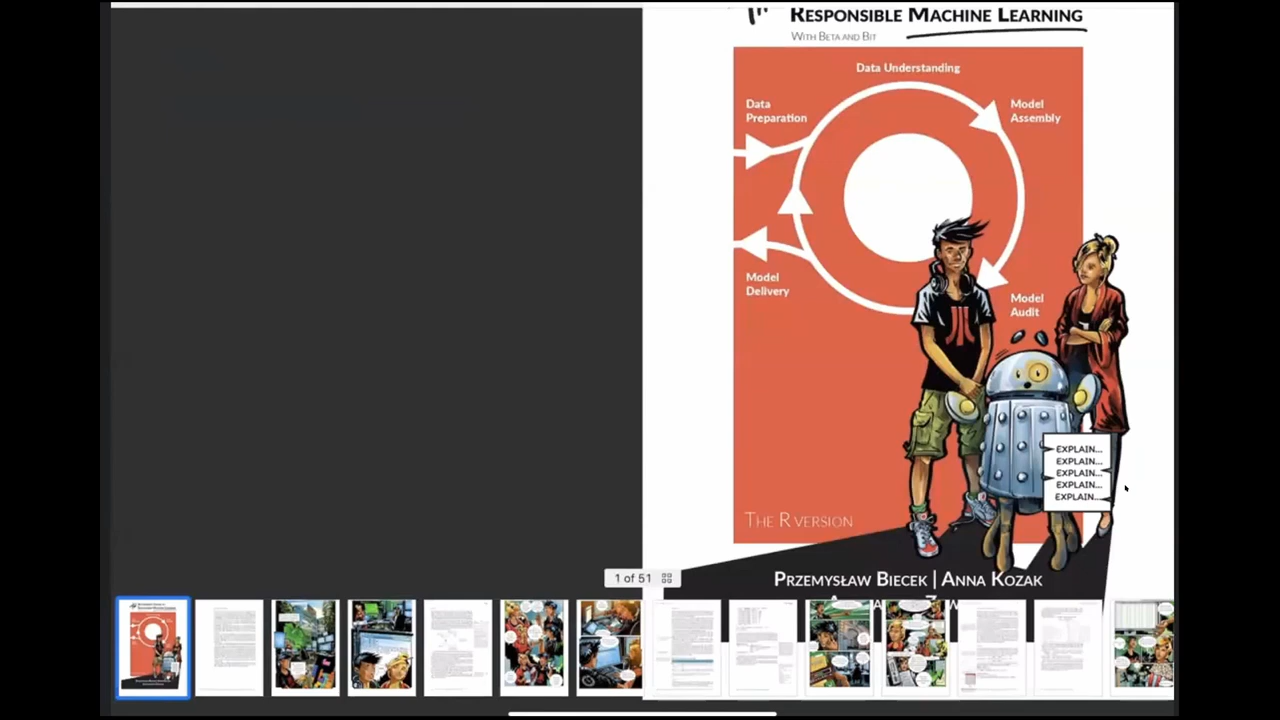 RESPONSIBLE MACHINE LEARNING
WITH BETA AND BIT
Data Understanding
Data
Preparation
Model
Assembly
Model
Delivery
Model
Audit
EXPLAIN...
EXPLAIN...
EXPLAIN...
EXPLAIN...
EXPLAIN...
THE R VERSION
1 of 51
PRZEMYSŁAW BIECEK | ANNA KOZAK